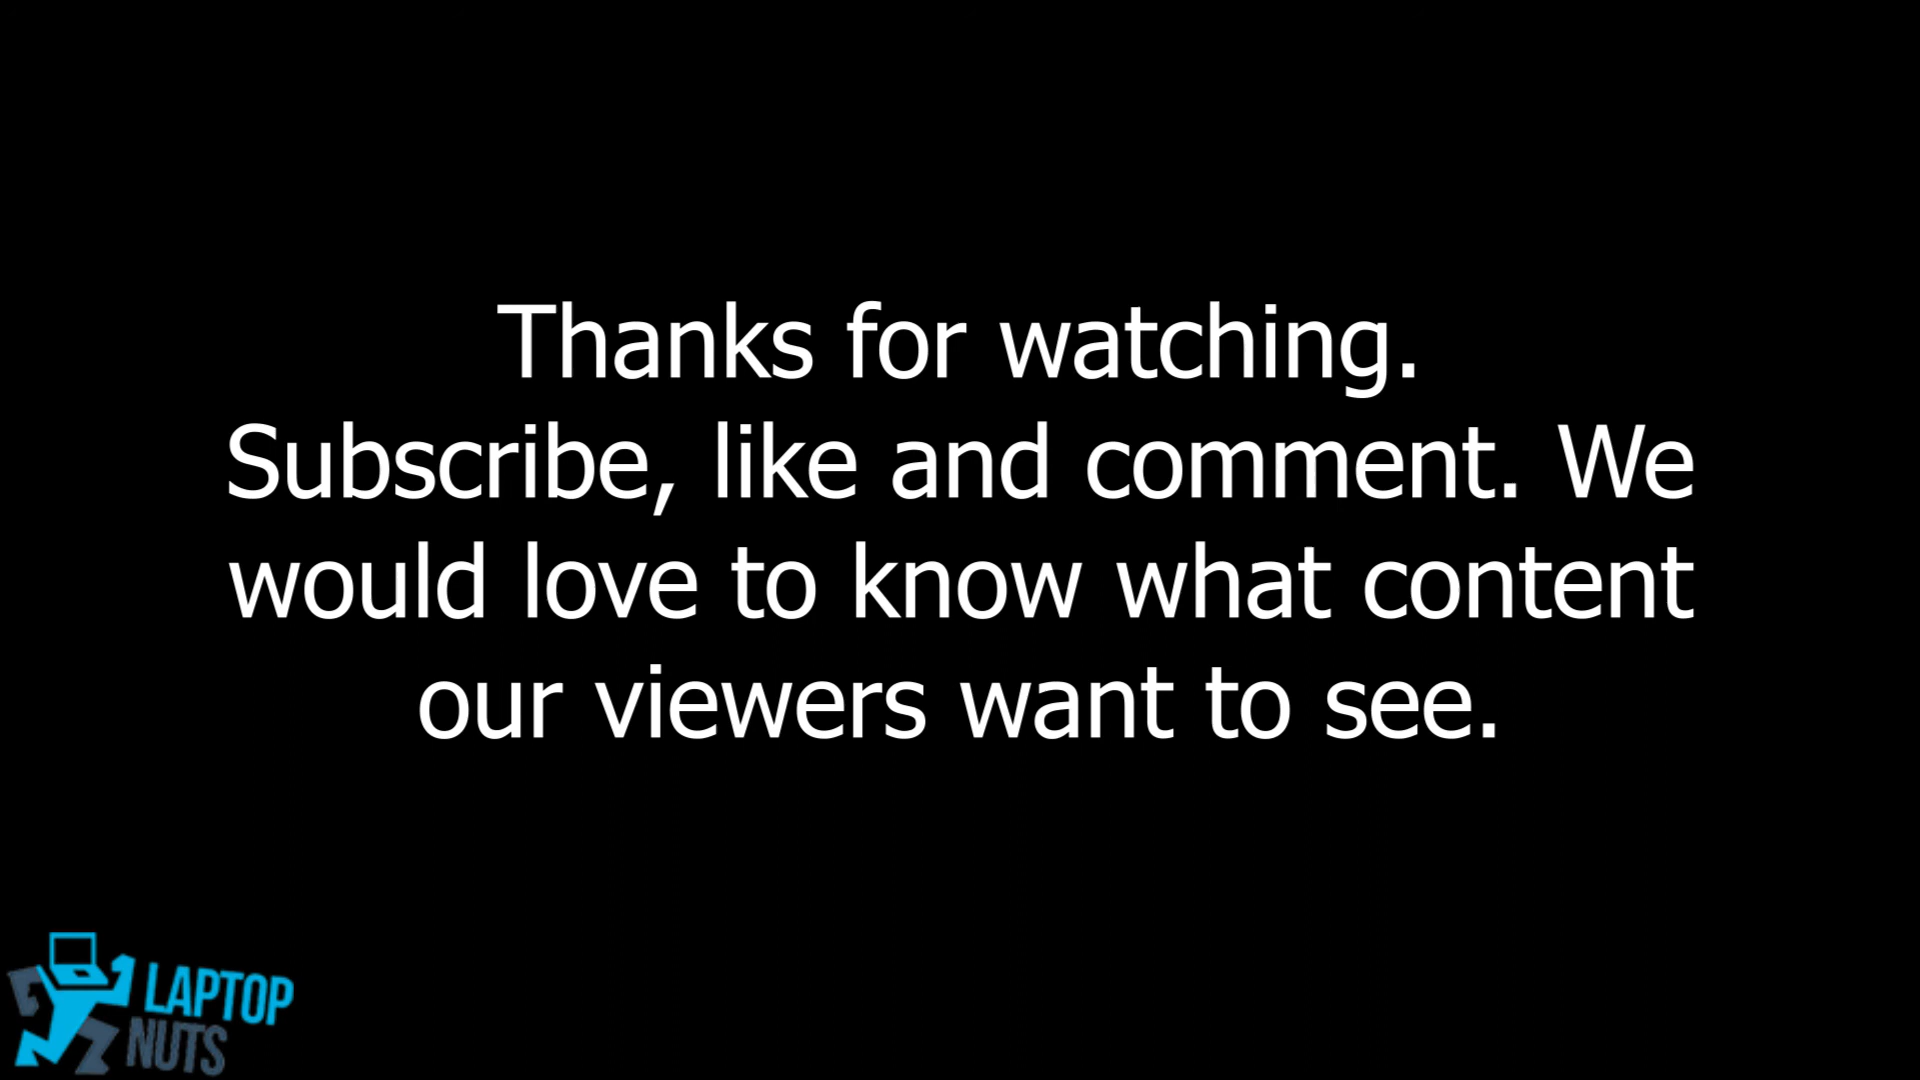 Thanks for watching.
Subscribe, like and comment. We
would love to know what content
our viewers want to see.
LAPTOP
NUTS